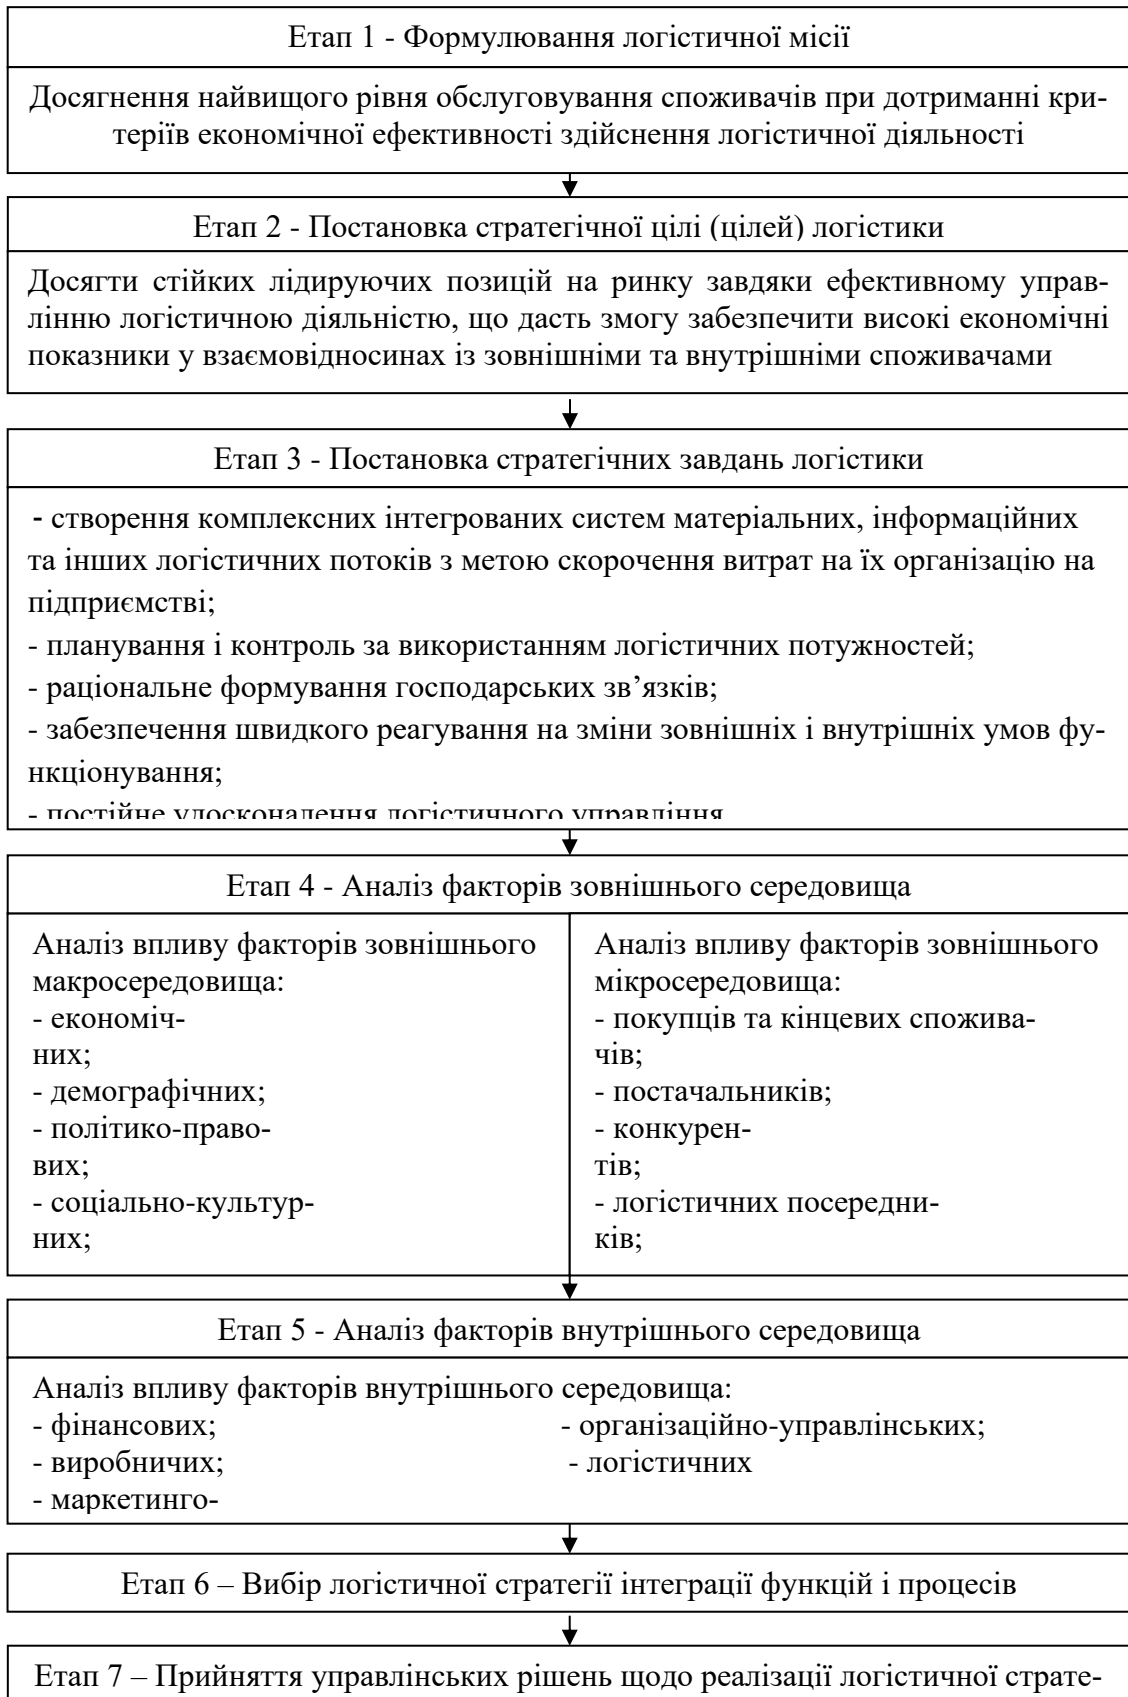 Етап 1 - Формулювання логістичної місії
Досягнення найвищого рівня обслуговування споживачів при дотриманні кри-
теріїв економічної ефективності здійснення логістичної діяльності
Етап 2 - Постановка стратегічної цілі (цілей) логістики
Досягти стійких лідируючих позицій на ринку завдяки ефективному управ-
лінню логістичною діяльністю, що дасть змогу забезпечити високі економічні
показники у взаємовідносинах із зовнішніми та внутрішніми споживачами
Етап 3 - Постановка стратегічних завдань логістики
- створення комплексних інтегрованих систем матеріальних, інформаційних
та інших логістичних потоків з метою скорочення витрат на їх організацію на
підприємстві;
- планування і контроль за використанням логістичних потужностей;
- раціональне формування господарських зв’язків;
- забезпечення швидкого реагування на зміни зовнішніх і внутрішніх умов фу-
нкціонування;
- постійне удосконалення логістичного управління
Етап 4 - Аналіз факторів зовнішнього середовища
Аналіз впливу факторів зовнішнього
макросередовища:
- економіч-
них;
- демографічних;
- політико-право-
вих;
- соціально-культур-
них;
Аналіз впливу факторів зовнішнього
мікросередовища:
- покупців та кінцевих спожива-
чів;
- постачальників;
- конкурен-
тів;
- логістичних посередни-
ків;
Етап 5 - Аналіз факторів внутрішнього середовища
Аналіз впливу факторів внутрішнього середовища:
- фінансових; - організаційно-управлінських;
- виробничих; - логістичних
- маркетинго-
Етап 6 – Вибір логістичної стратегії інтеграції функцій і процесів
Етап 7 – Прийняття управлінських рішень щодо реалізації логістичної страте-